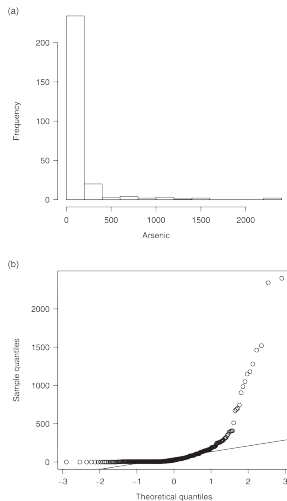 (a)
200
150
100
50
0
Frequency
0 500 1000 1500 2000
Arsenic
(b)
2000
1500
1000
500
0
Sample quantiles
−3 −2 −1 0 1 2 3
Theoretical quantiles